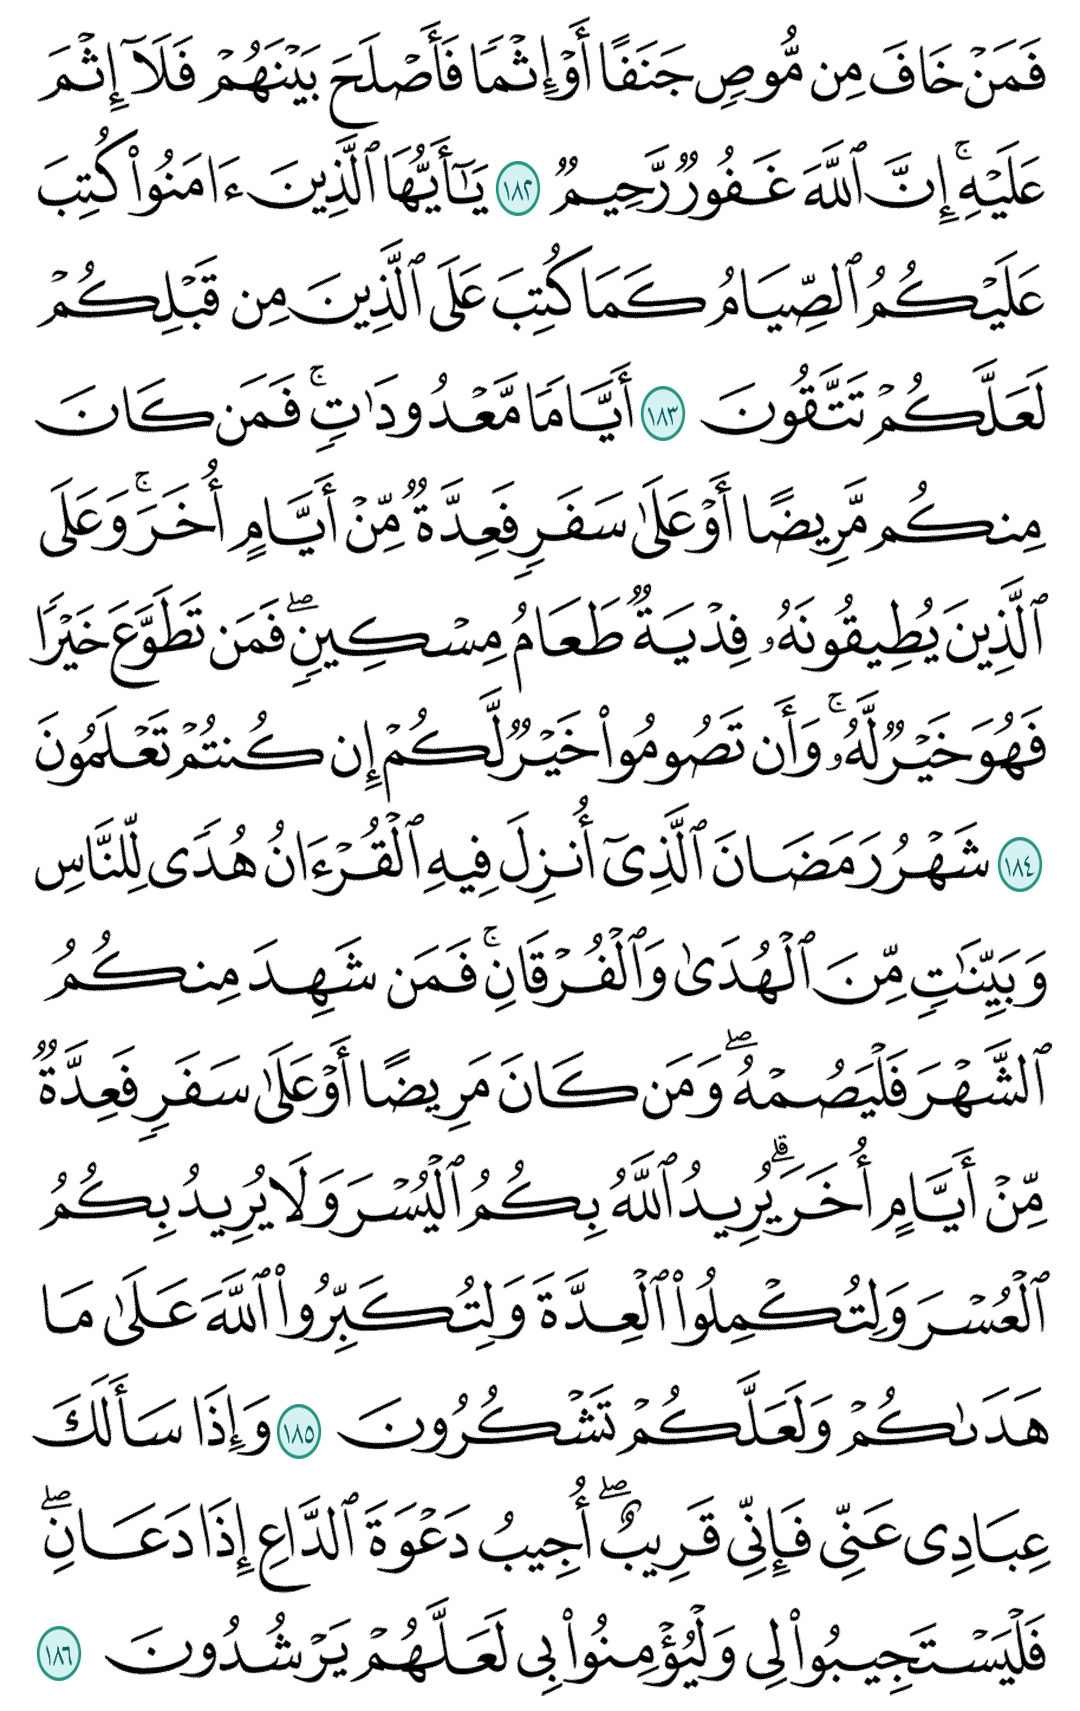 فَمَنْ خَافَ مِن مُّوصٍ جَنَفًا أَوْ إِثْمًا فَأَصْلَحَ بَيْنَهُمْ فَلَآ إِثْمَ
عَلَيْهِۚ إِنَّ ٱللَّهَ غَفُورٌ رَّحِيمٌ ١٨٢ يَـٰٓأَيُّهَا ٱلَّذِينَ ءَامَنُوا۟ كُتِبَ
عَلَيْكُمُ ٱلصِّيَامُ كَمَا كُتِبَ عَلَى ٱلَّذِينَ مِن قَبْلِكُمْ
لَعَلَّكُمْ تَتَّقُونَ ١٨٣ أَيَّامًا مَّعْدُودَٰتٍۚ فَمَن كَانَ
مِنكُم مَّرِيضًا أَوْ عَلَىٰ سَفَرٍ فَعِدَّةٌ مِّنْ أَيَّامٍ أُخَرَۚ وَعَلَى
ٱلَّذِينَ يُطِيقُونَهُۥ فِدْيَةٌ طَعَامُ مِسْكِينٍۖ فَمَن تَطَوَّعَ خَيْرًا
فَهُوَ خَيْرٌ لَّهُۥۚ وَأَن تَصُومُوا۟ خَيْرٌ لَّكُمْ إِن كُنتُمْ تَعْلَمُونَ
١٨٤ شَهْرُ رَمَضَانَ ٱلَّذِىٓ أُنزِلَ فِيهِ ٱلْقُرْءَانُ هُدًى لِّلنَّاسِ
وَبَيِّنَـٰتٍ مِّنَ ٱلْهُدَىٰ وَٱلْفُرْقَانِۚ فَمَن شَهِدَ مِنكُمُ
ٱلشَّهْرَ فَلْيَصُمْهُۖ وَمَن كَانَ مَرِيضًا أَوْ عَلَىٰ سَفَرٍ فَعِدَّةٌ
مِّنْ أَيَّامٍ أُخَرَۗ يُرِيدُ ٱللَّهُ بِكُمُ ٱلْيُسْرَ وَلَا يُرِيدُ بِكُمُ
ٱلْعُسْرَ وَلِتُكْمِلُوا۟ ٱلْعِدَّةَ وَلِتُكَبِّرُوا۟ ٱللَّهَ عَلَىٰ مَا
هَدَىٰكُمْ وَلَعَلَّكُمْ تَشْكُرُونَ ١٨٥ وَإِذَا سَأَلَكَ
عِبَادِى عَنِّى فَإِنِّى قَرِيبٌۖ أُجِيبُ دَعْوَةَ ٱلدَّاعِ إِذَا دَعَانِۖ
فَلْيَسْتَجِيبُوا۟ لِى وَلْيُؤْمِنُوا۟ بِى لَعَلَّهُمْ يَرْشُدُونَ ١٨٦